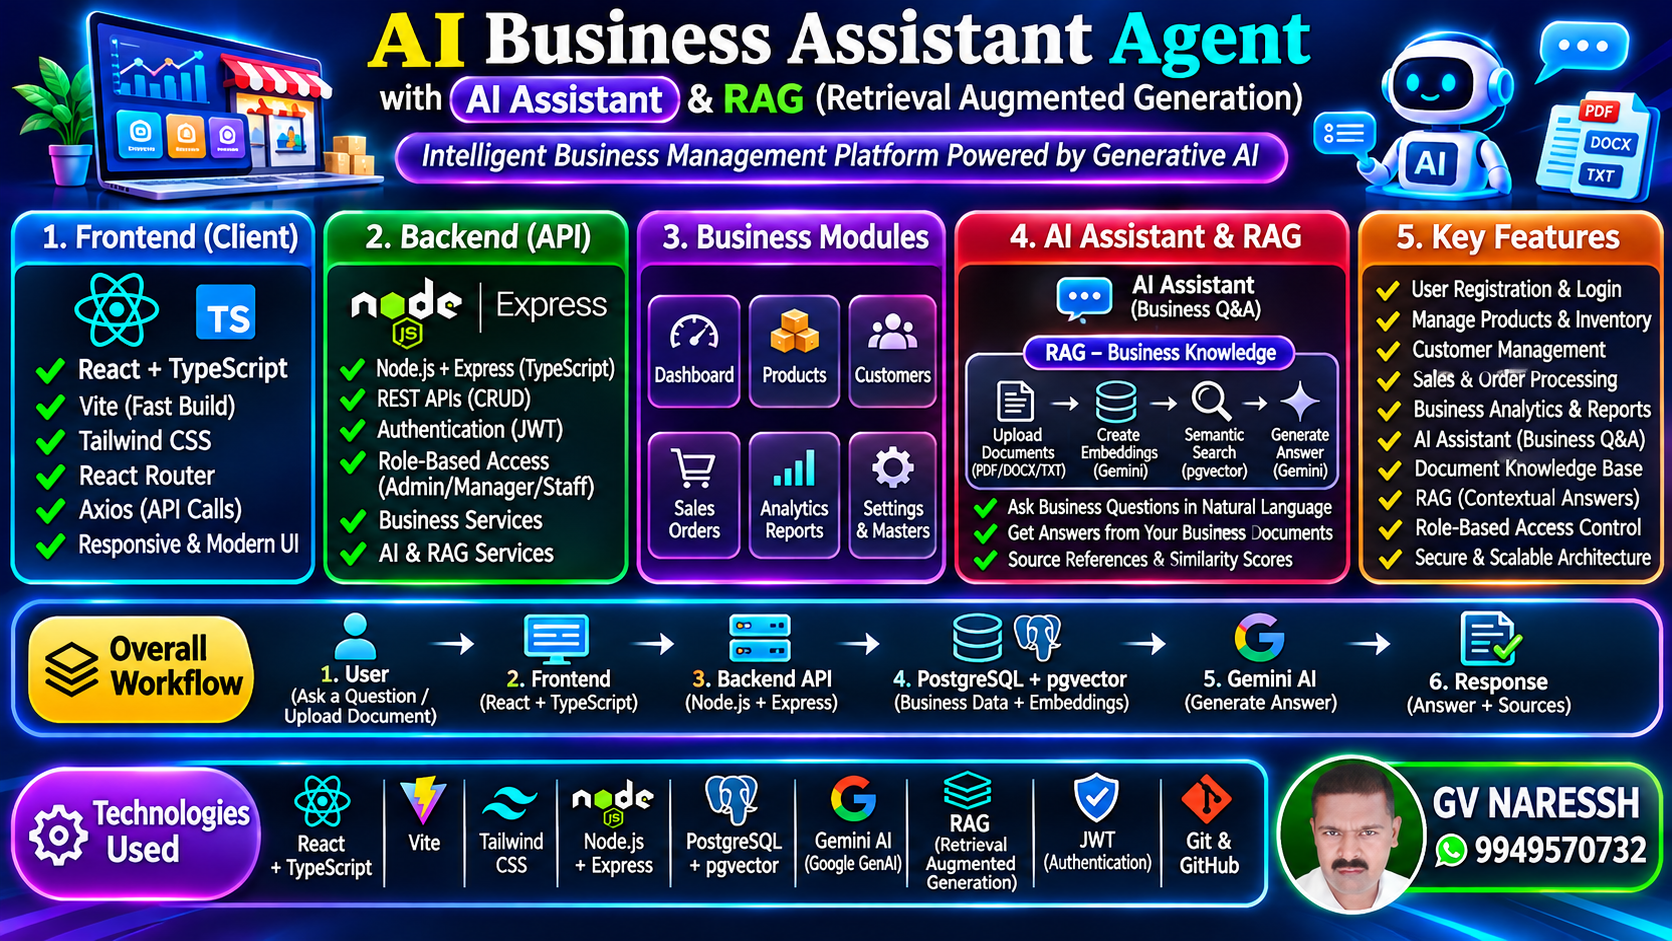 AI Business Assistant Agent
with AI Assistant & RAG (Retrieval Augmented Generation)
Intelligent Business Management Platform Powered by Generative AI
PDF
DOCX
TXT
AI
1. Frontend (Client)
TS
React + TypeScript
Vite (Fast Build)
Tailwind CSS
React Router
Axios (API Calls)
Responsive & Modern UI
2. Backend (API)
node
JS
Express
Node.js + Express (TypeScript)
REST APIs (CRUD)
Authentication (JWT)
Role-Based Access
(Admin/Manager/Staff)
Business Services
AI & RAG Services
3. Business Modules
Dashboard
Products
Customers
Sales
Orders
Analytics
Reports
Settings
& Masters
4. AI Assistant & RAG
AI Assistant
(Business Q&A)
RAG – Business Knowledge
Upload
Documents
(PDF/DOCX/TXT)
Create
Embeddings
(Gemini)
Semantic
Search
(pgvector)
Generate
Answer
(Gemini)
Ask Business Questions in Natural Language
Get Answers from Your Business Documents
Source References & Similarity Scores
5. Key Features
User Registration & Login
Manage Products & Inventory
Customer Management
Sales & Order Processing
Business Analytics & Reports
AI Assistant (Business Q&A)
Document Knowledge Base
RAG (Contextual Answers)
Role-Based Access Control
Secure & Scalable Architecture
Overall
Workflow
1. User
(Ask a Question /
Upload Document)
2. Frontend
(React + TypeScript)
3. Backend API
(Node.js + Express)
4. PostgreSQL + pgvector
(Business Data + Embeddings)
5. Gemini AI
(Generate Answer)
6. Response
(Answer + Sources)
Technologies
Used
React
+ TypeScript
Vite
Tailwind
CSS
node
JS
Node.js
+ Express
PostgreSQL
+ pgvector
Gemini AI
(Google GenAI)
RAG
(Retrieval
Augmented
Generation)
JWT
(Authentication)
Git &
GitHub
GV NARESSH
9949570732